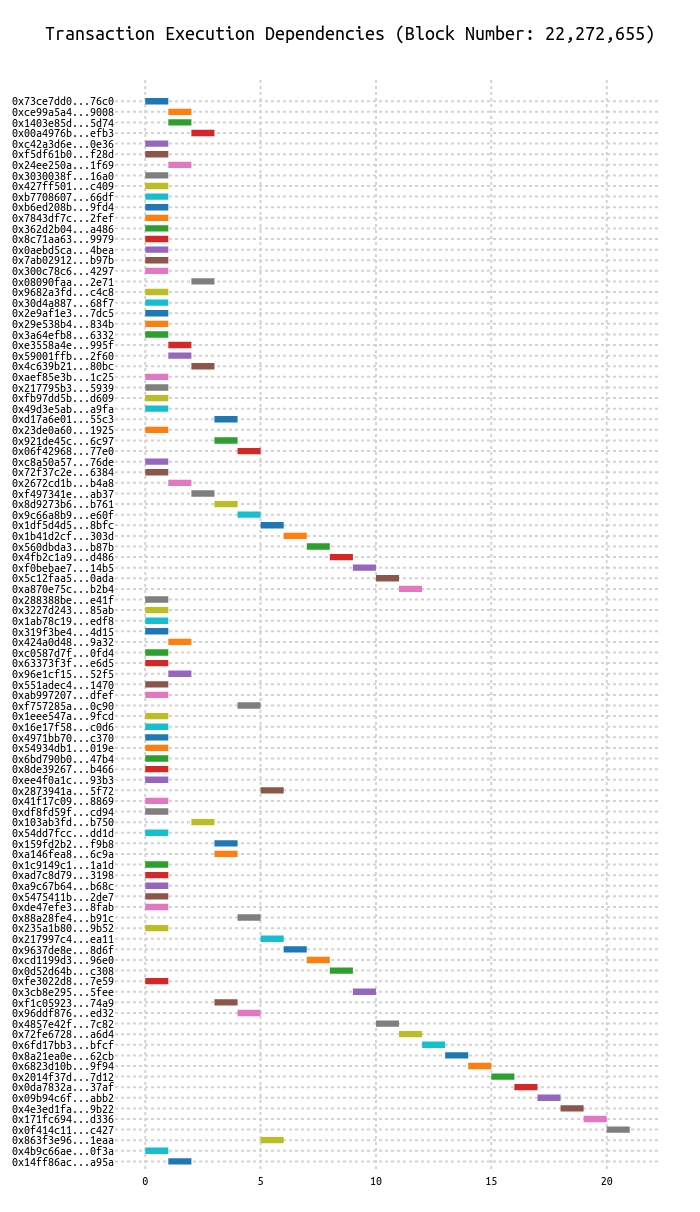 Transaction Execution Dependencies (Block Number: 22,272,655)
0x73ce7dd0...76c0
0xce99a5a4...9008
0x1403e85d...5d74
0x00a4976b...efb3
0xc42a3d6e...0e36
0xf5df61b0...f28d
0x24ee250a...1f69
0x3030038f...16a0
0x427ff501...c409
0xb7708607...66df
0xb6ed208b...9fd4
0x7843df7c...2fef
0x362d2b04...a486
0x8c71aa63...9979
0x0aebd5ca...4bea
0x7ab02912...b97b
0x300c78c6...4297
0x08090faa...2e71
0x9682a3fd...c4c8
0x30d4a887...68f7
0x2e9af1e3...7dc5
0x29e538b4...834b
0x3a64efb8...6332
0xe3558a4e...995f
0x59001ffb...2f60
0x4c639b21...80bc
0xaef85e3b...1c25
0x217795b3...5939
0xfb97dd5b...d609
0x49d3e5ab...a9fa
0xd17a6e01...55c3
0x23de0a60...1925
0x921de45c...6c97
0x06f42968...77e0
0xc8a50a57...76de
0x72f37c2e...6384
0x2672cd1b...b4a8
0xf497341e...ab37
0x8d9273b6...b761
0x9c66a8b9...e60f
0x1df5d4d5...8bfc
0x1b41d2cf...303d
0x560dbda3...b87b
0x4fb2c1a9...d486
0xf0bebae7...14b5
0x5c12faa5...0ada
0xa870e75c...b2b4
0x288388be...e41f
0x3227d243...85ab
0x1ab78c19...edf8
0x319f3be4...4d15
0x424a0d48...9a32
0xc0587d7f...0fd4
0x63373f3f...e6d5
0x96e1cf15...52f5
0x551adec4...1470
0xab997207...dfef
0xf757285a...0c90
0x1eee547a...9fcd
0x16e17f58...c0d6
0x4971bb70...c370
0x54934db1...019e
0x6bd790b0...47b4
0x8de39267...b466
0xee4f0a1c...93b3
0x2873941a...5f72
0x41f17c09...8869
0xdf8fd59f...cd94
0x103ab3fd...b750
0x54dd7fcc...dd1d
0x159fd2b2...f9b8
0xa146fea8...6c9a
0x1c9149c1...1a1d
0xad7c8d79...3198
0xa9c67b64...b68c
0x5475411b...2de7
0xde47efe3...8fab
0x88a28fe4...b91c
0x235a1b80...9b52
0x217997c4...ea11
0x9637de8e...8d6f
0xcd1199d3...96e0
0x0d52d64b...c308
0xfe3022d8...7e59
0x3cb8e295...5fee
0xf1c05923...74a9
0x96ddf876...ed32
0x4857e42f...7c82
0x72fe6728...a6d4
0x6fd17bb3...bfcf
0x8a21ea0e...62cb
0x6823d10b...9f94
0x2014f37d...7d12
0x0da7832a...37af
0x09b94c6f...abb2
0x4e3ed1fa...9b22
0x171fc694...d336
0x0f414c11...c427
0x863f3e96...1eaa
0x4b9c66ae...0f3a
0x14ff86ac...a95a
0 5 10 15 20